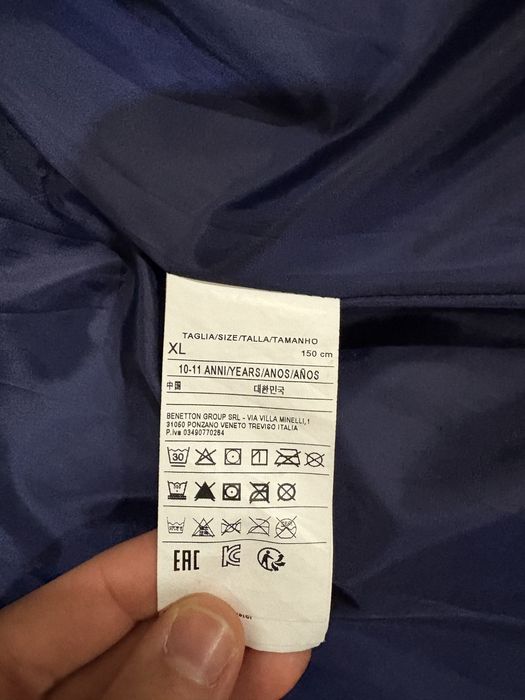 TAGLIA/SIZE/TALLA/TAMANHO
XL 150 cm
10-11 ANNI/YEARS/ANOS/AÑOS
中国 대한민국
BENETTON GROUP SRL - VIA VILLA MINELLI,1
31050 PONZANO VENETO TREVISO ITALIA
P.iva 03490770264
30
EAC